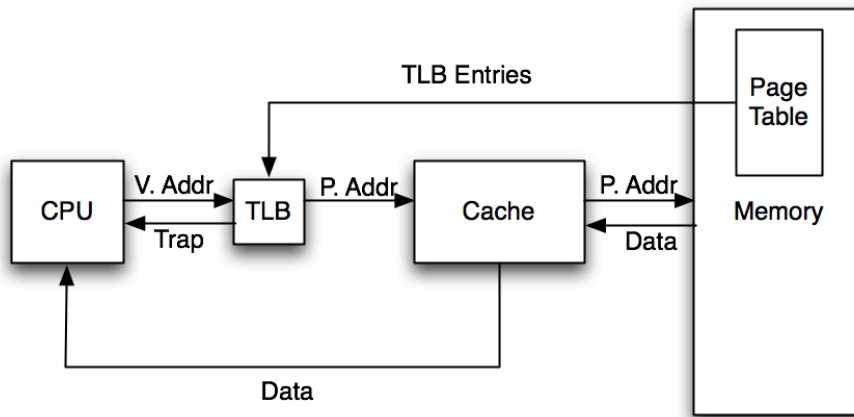 TLB Entries
Page
Table
V. Addr
P. Addr
P. Addr
CPU
TLB
Cache
Memory
Trap
Data
Data